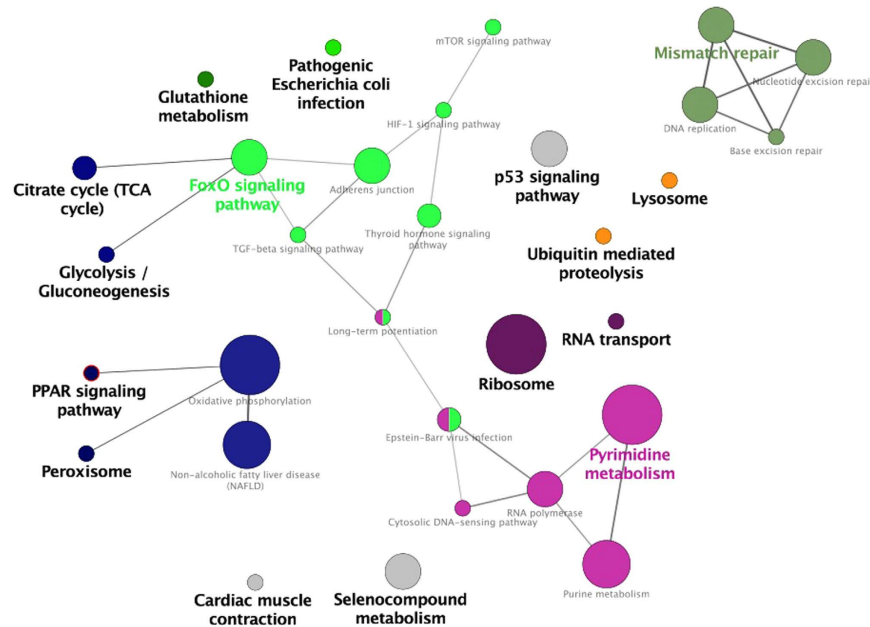 mTOR signaling pathway
Pathogenic
Escherichia coli
infection
Mismatch repair
Nucleotide excision repai
Glutathione
metabolism
HIF-1 signaling pathway
DNA replication
Base excision repair
Citrate cycle (TCA
cycle)
FoxO signaling
pathway
Adherens junction
p53 signaling
pathway
Lysosome
TGF-beta signaling pathway
Thyroid hormone signaling
pathway
Ubiquitin mediated
proteolysis
Glycolysis /
Gluconeogenesis
Long-term potentiation
RNA transport
Ribosome
PPAR signaling
pathway
Oxidative phosphorylation
Epstein-Barr virus infection
Pyrimidine
metabolism
Peroxisome
Non-alcoholic fatty liver disease
(NAFLD)
RNA polymerase
Cytosolic DNA-sensing pathway
Purine metabolism
Cardiac muscle
contraction
Selenocompound
metabolism